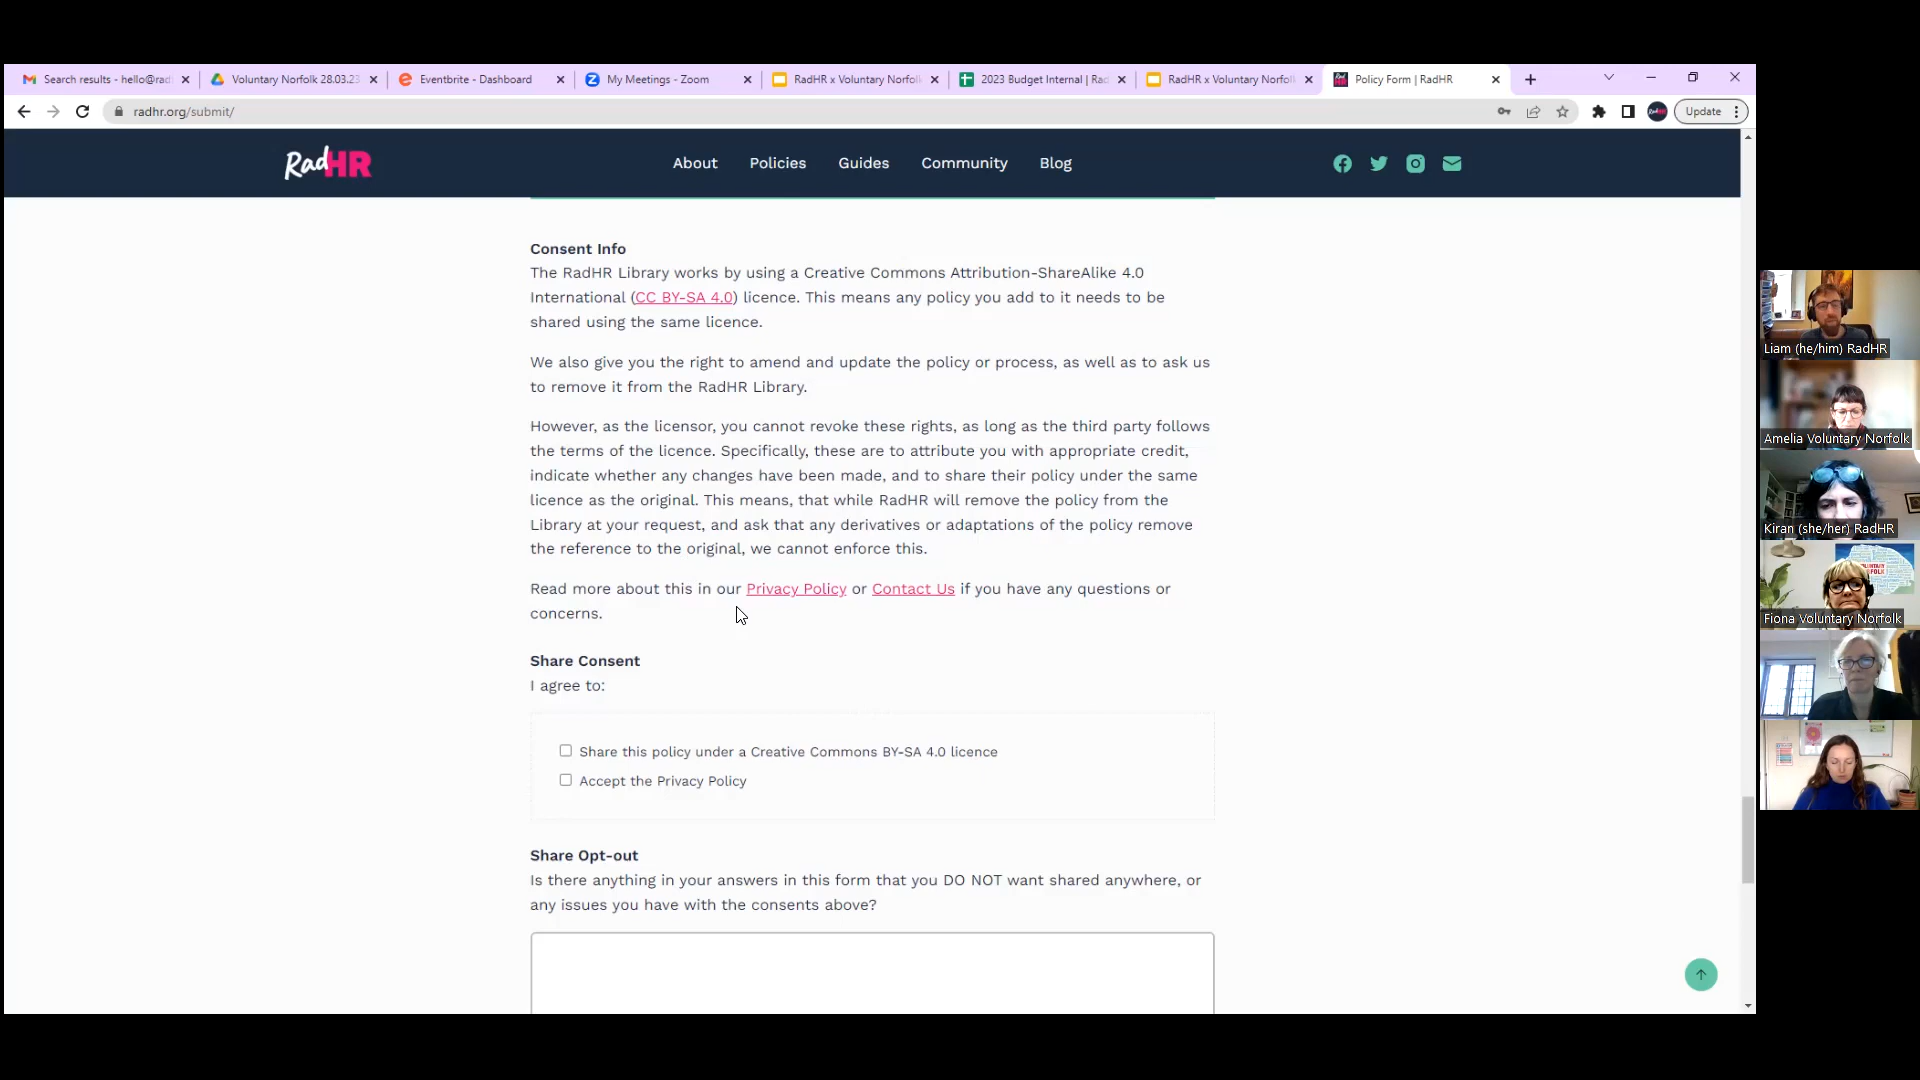 Search results - hello@rad
Voluntary Norfolk 28.03.23
Eventbrite - Dashboard
My Meetings - Zoom
RadHR x Voluntary Norfol
2023 Budget Internal | Rad
RadHR x Voluntary Norfol
Policy Form | RadHR
radhr.org/submit/
Update
RadHR
About
Policies
Guides
Community
Blog
Consent Info
The RadHR Library works by using a Creative Commons Attribution-ShareAlike 4.0
International (CC BY-SA 4.0) licence. This means any policy you add to it needs to be
shared using the same licence.
We also give you the right to amend and update the policy or process, as well as to ask us
to remove it from the RadHR Library.
However, as the licensor, you cannot revoke these rights, as long as the third party follows
the terms of the licence. Specifically, these are to attribute you with appropriate credit,
indicate whether any changes have been made, and to share their policy under the same
licence as the original. This means, that while RadHR will remove the policy from the
Library at your request, and ask that any derivatives or adaptations of the policy remove
the reference to the original, we cannot enforce this.
Read more about this in our Privacy Policy or Contact Us if you have any questions or
concerns.
Share Consent
I agree to:
Share this policy under a Creative Commons BY-SA 4.0 licence
Accept the Privacy Policy
Share Opt-out
Is there anything in your answers in this form that you DO NOT want shared anywhere, or
any issues you have with the consents above?
Liam (he/him) RadHR
Amelia Voluntary Norfolk
Kiran (she/her) RadHR
Fiona Voluntary Norfolk